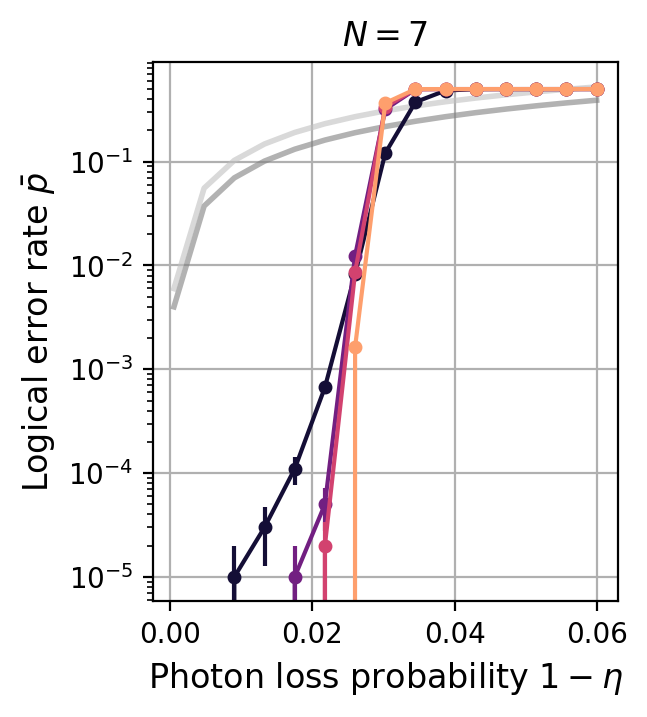 N = 7
Logical error rate p̄
10⁻¹
10⁻²
10⁻³
10⁻⁴
10⁻⁵
0.00 0.02 0.04 0.06
Photon loss probability 1 − η